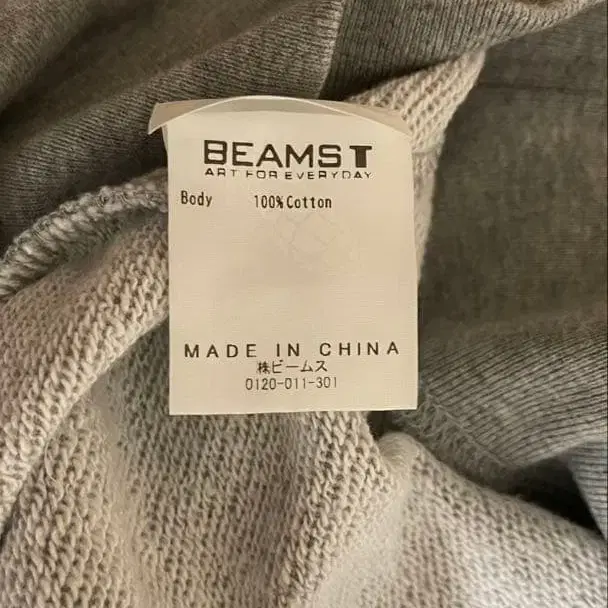 BEAMS T
ART FOR EVERYDAY
Body 100%Cotton
MADE IN CHINA
㈱ビームス
0120-011-301